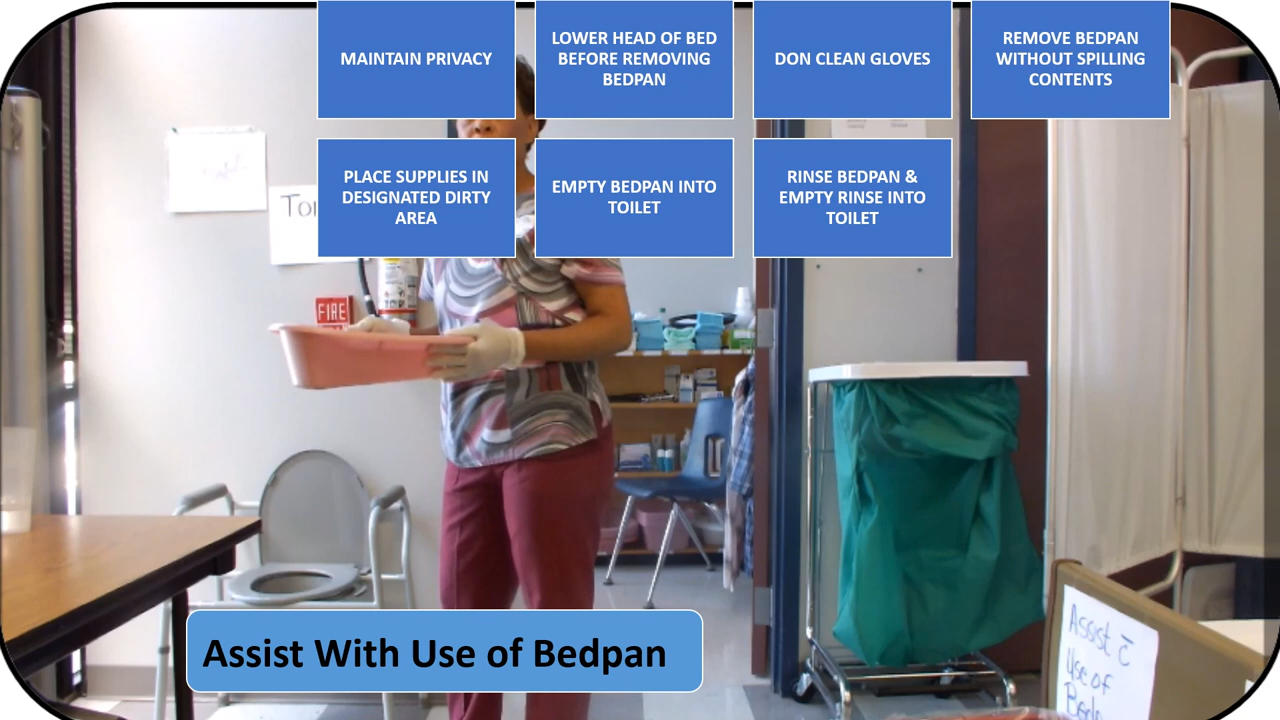 MAINTAIN PRIVACY
LOWER HEAD OF BED
BEFORE REMOVING
BEDPAN
DON CLEAN GLOVES
REMOVE BEDPAN
WITHOUT SPILLING
CONTENTS
PLACE SUPPLIES IN
DESIGNATED DIRTY
AREA
EMPTY BEDPAN INTO
TOILET
RINSE BEDPAN &
EMPTY RINSE INTO
TOILET
FIRE
Assist With Use of Bedpan
Assist c̄
Use of